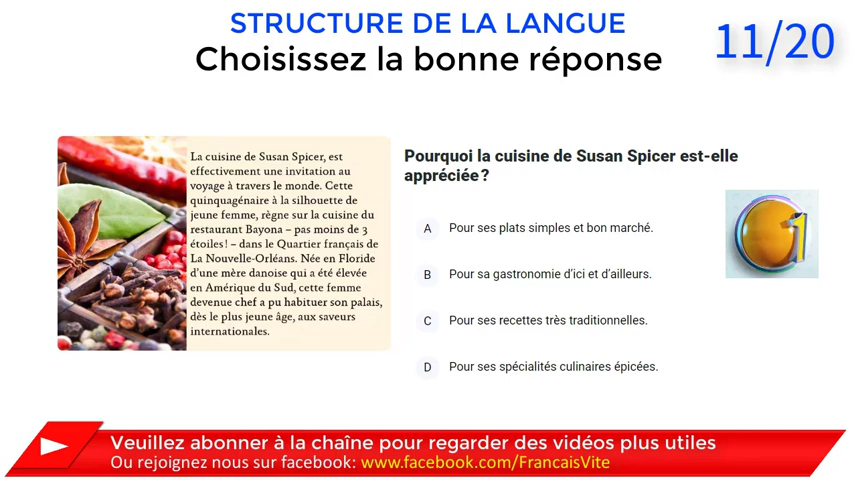 STRUCTURE DE LA LANGUE
Choisissez la bonne réponse
11/20
La cuisine de Susan Spicer, est
effectivement une invitation au
voyage à travers le monde. Cette
quinquagénaire à la silhouette de
jeune femme, règne sur la cuisine du
restaurant Bayona – pas moins de 3
étoiles! – dans le Quartier français de
La Nouvelle-Orléans. Née en Floride
d'une mère danoise qui a été élevée
en Amérique du Sud, cette femme
devenue chef a pu habituer son palais,
dès le plus jeune âge, aux saveurs
internationales.
Pourquoi la cuisine de Susan Spicer est-elle
appréciée ?
A Pour ses plats simples et bon marché.
B Pour sa gastronomie d'ici et d'ailleurs.
C Pour ses recettes très traditionnelles.
D Pour ses spécialités culinaires épicées.
1
Veuillez abonner à la chaîne pour regarder des vidéos plus utiles
Ou rejoignez nous sur facebook: www.facebook.com/FrancaisVite